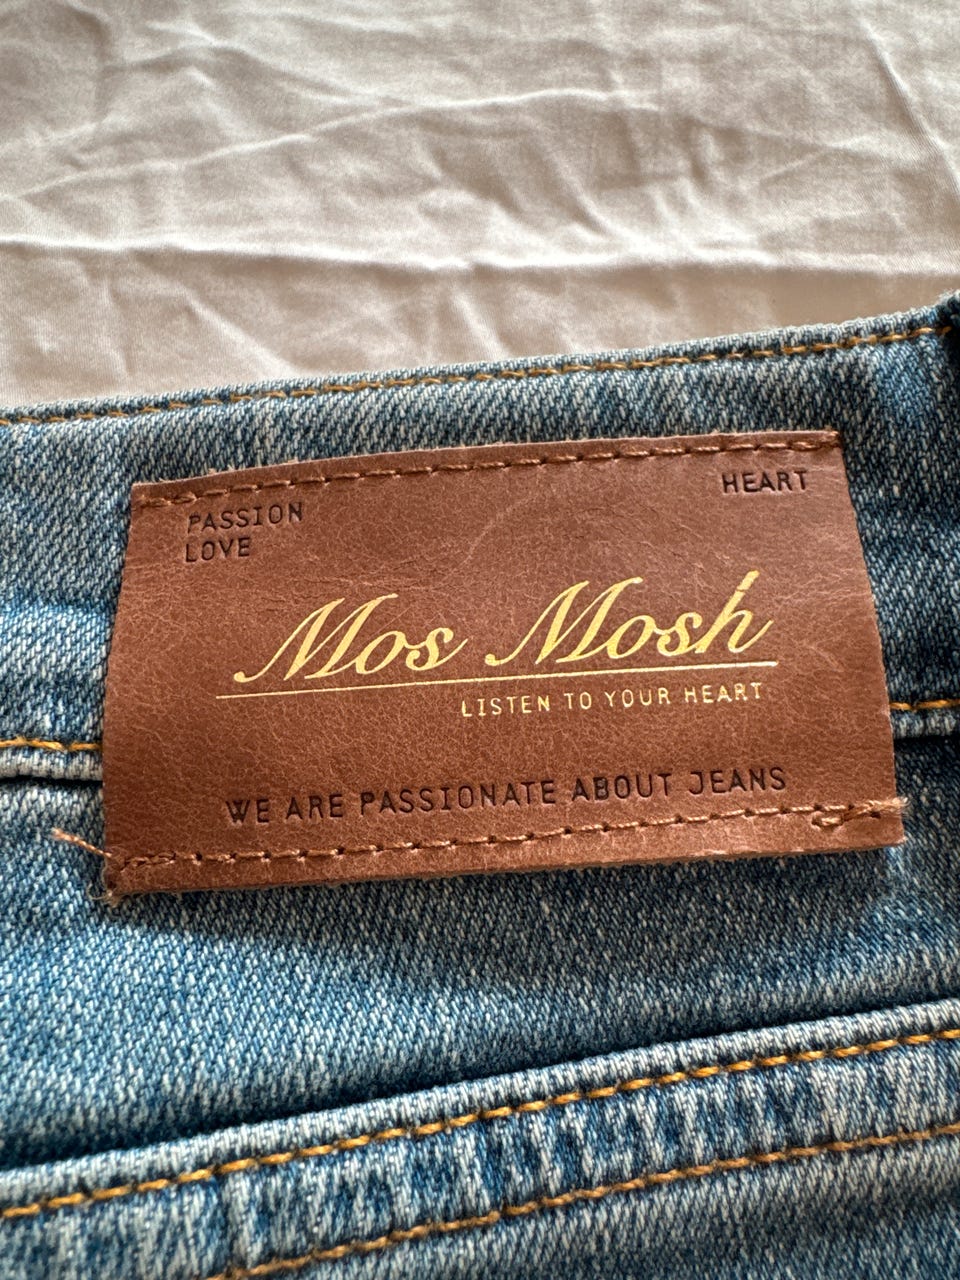 HEART
PASSION
LOVE
Mos Mosh
LISTEN TO YOUR HEART
WE ARE PASSIONATE ABOUT JEANS